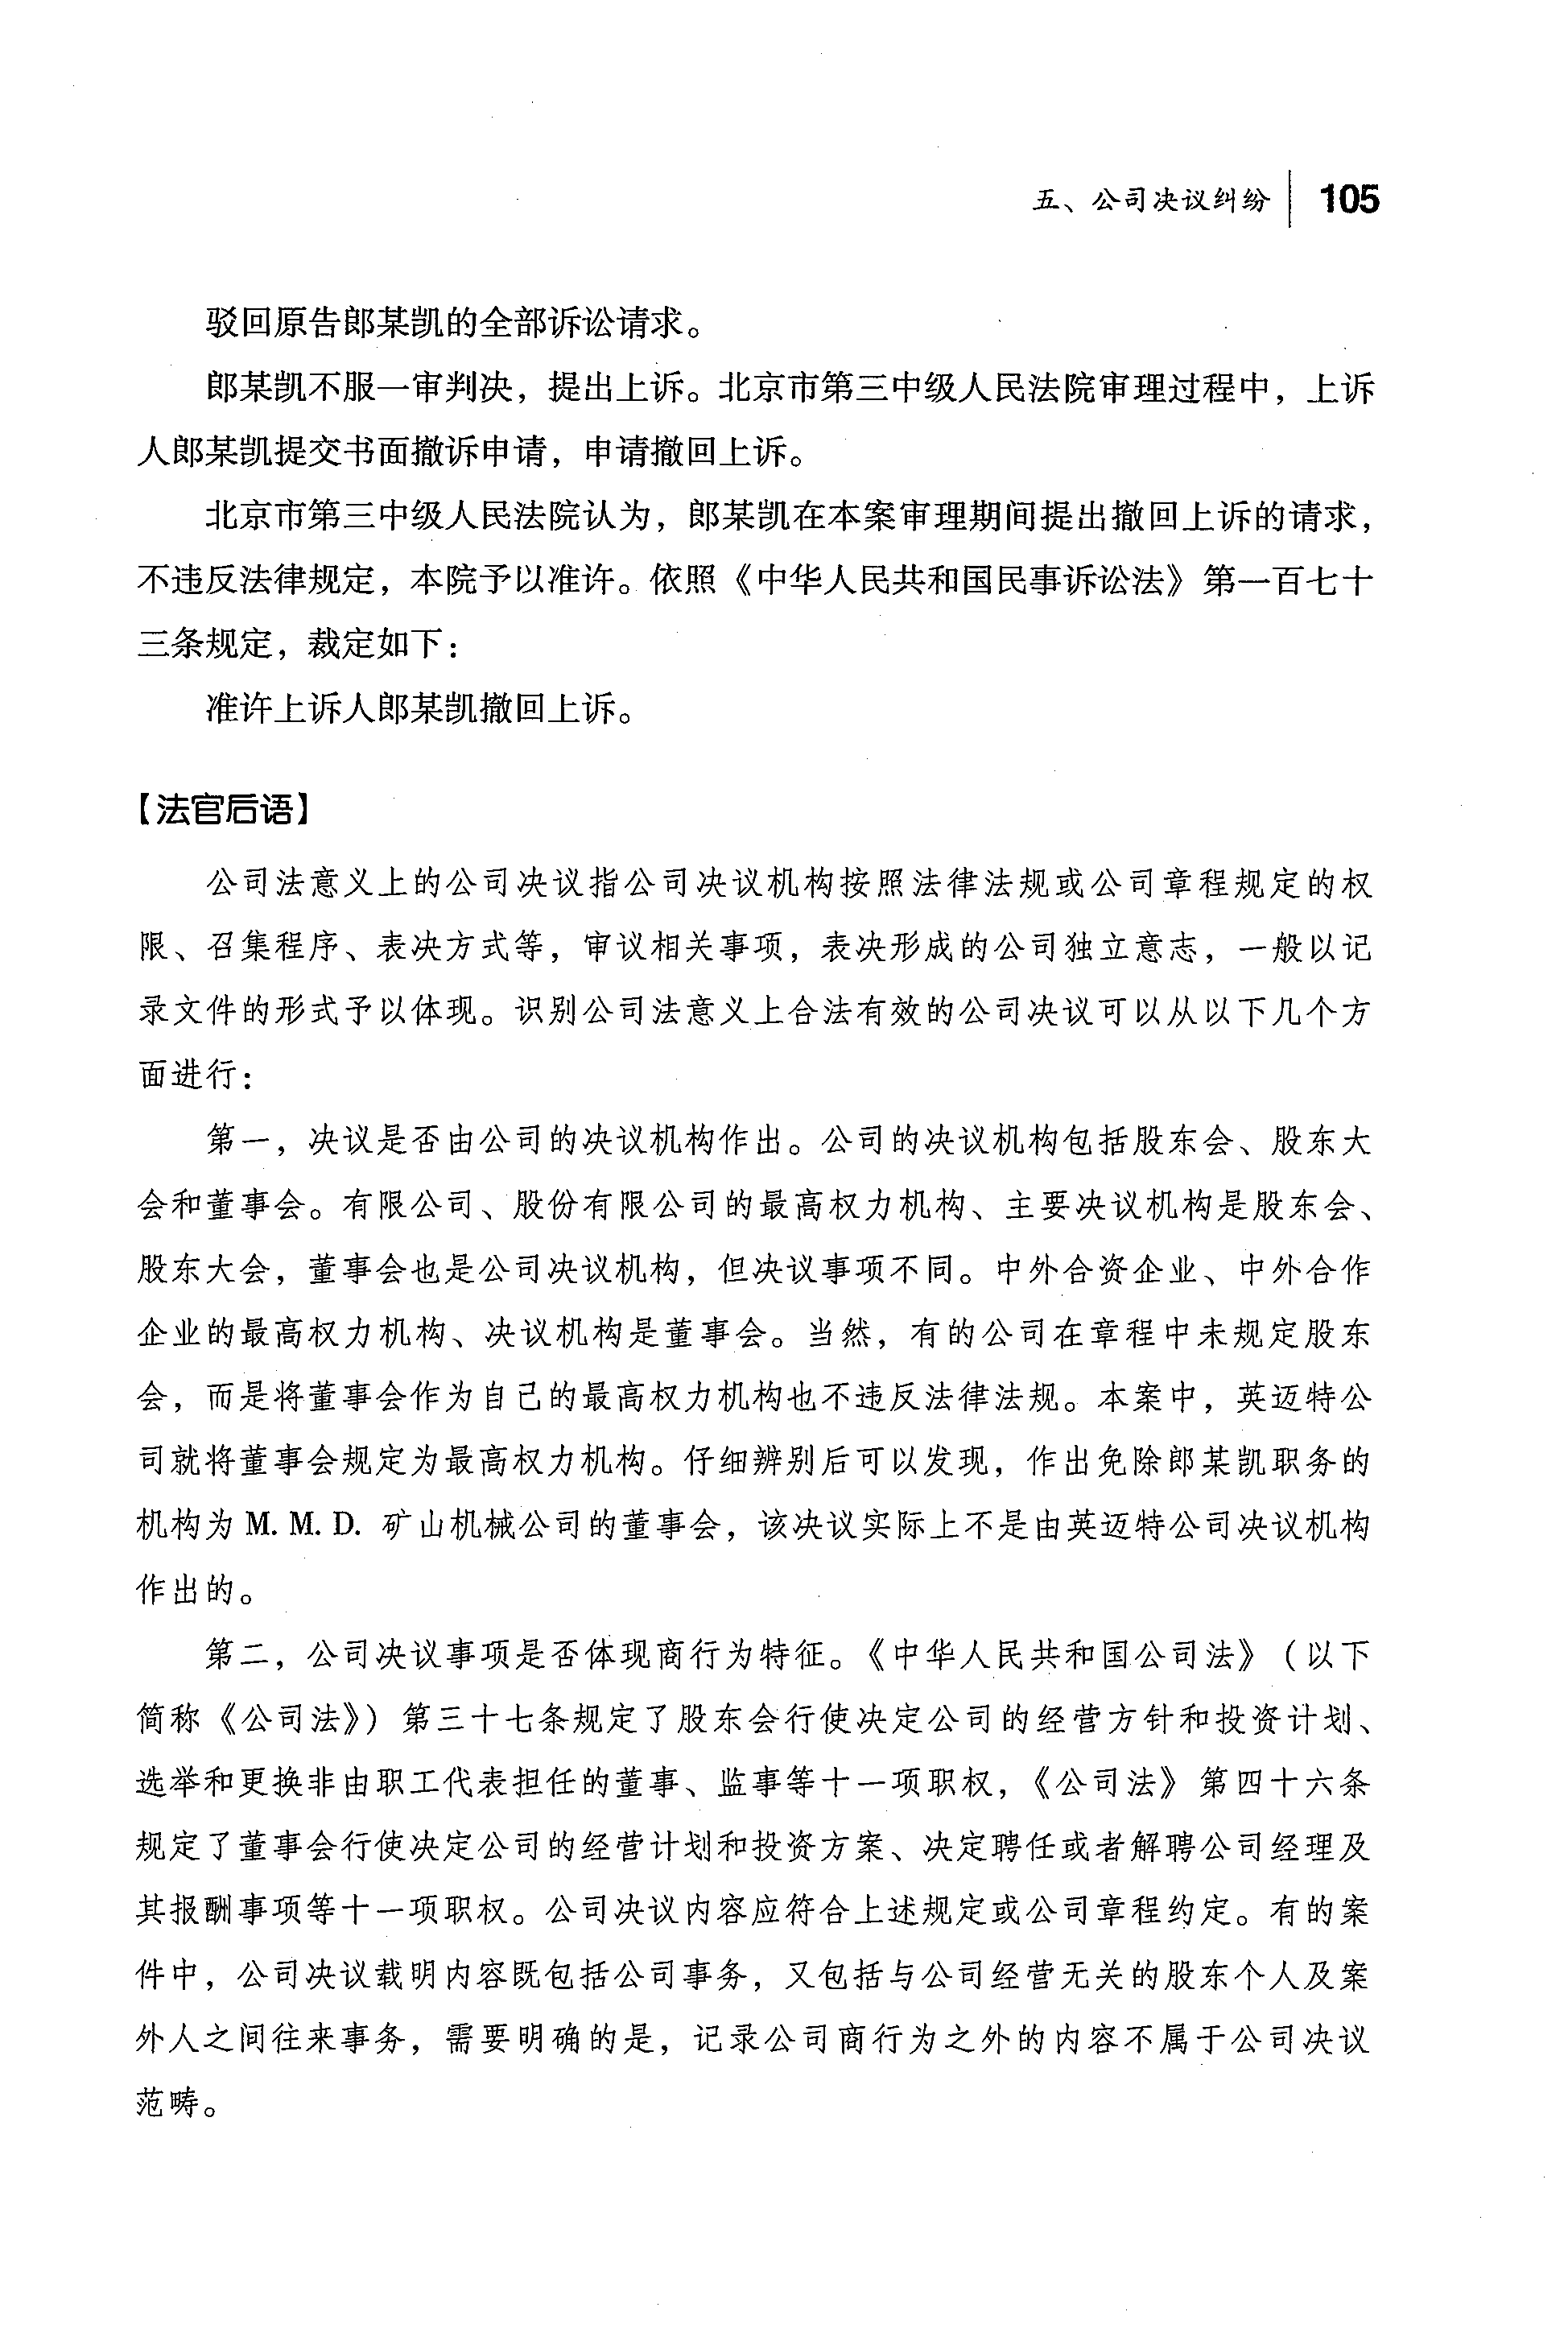 五、公司决议纠纷 105
驳回原告郎某凯的全部诉讼请求。
郎某凯不服一审判决，提出上诉。北京市第三中级人民法院审理过程中，上诉
人郎某凯提交书面撤诉申请，申请撤回上诉。
北京市第三中级人民法院认为，郎某凯在本案审理期间提出撤回上诉的请求，
不违反法律规定，本院予以准许。依照《中华人民共和国民事诉讼法》第一百七十
三条规定，裁定如下：
准许上诉人郎某凯撤回上诉。
【法官后语】
公司法意义上的公司决议指公司决议机构按照法律法规或公司章程规定的权
限、召集程序、表决方式等，审议相关事项，表决形成的公司独立意志，一般以记
录文件的形式予以体现。识别公司法意义上合法有效的公司决议可以从以下几个方
面进行：
第一，决议是否由公司的决议机构作出。公司的决议机构包括股东会、股东大
会和董事会。有限公司、股份有限公司的最高权力机构、主要决议机构是股东会、
股东大会，董事会也是公司决议机构，但决议事项不同。中外合资企业、中外合作
企业的最高权力机构、决议机构是董事会。当然，有的公司在章程中未规定股东
会，而是将董事会作为自己的最高权力机构也不违反法律法规。本案中，英迈特公
司就将董事会规定为最高权力机构。仔细辨别后可以发现，作出免除郎某凯职务的
机构为 M. M. D. 矿山机械公司的董事会，该决议实际上不是由英迈特公司决议机构
作出的。
第二，公司决议事项是否体现商行为特征。《中华人民共和国公司法》（以下
简称《公司法》）第三十七条规定了股东会行使决定公司的经营方针和投资计划、
选举和更换非由职工代表担任的董事、监事等十一项职权，《公司法》第四十六条
规定了董事会行使决定公司的经营计划和投资方案、决定聘任或者解聘公司经理及
其报酬事项等十一项职权。公司决议内容应符合上述规定或公司章程约定。有的案
件中，公司决议载明内容既包括公司事务，又包括与公司经营无关的股东个人及案
外人之间往来事务，需要明确的是，记录公司商行为之外的内容不属于公司决议
范畴。